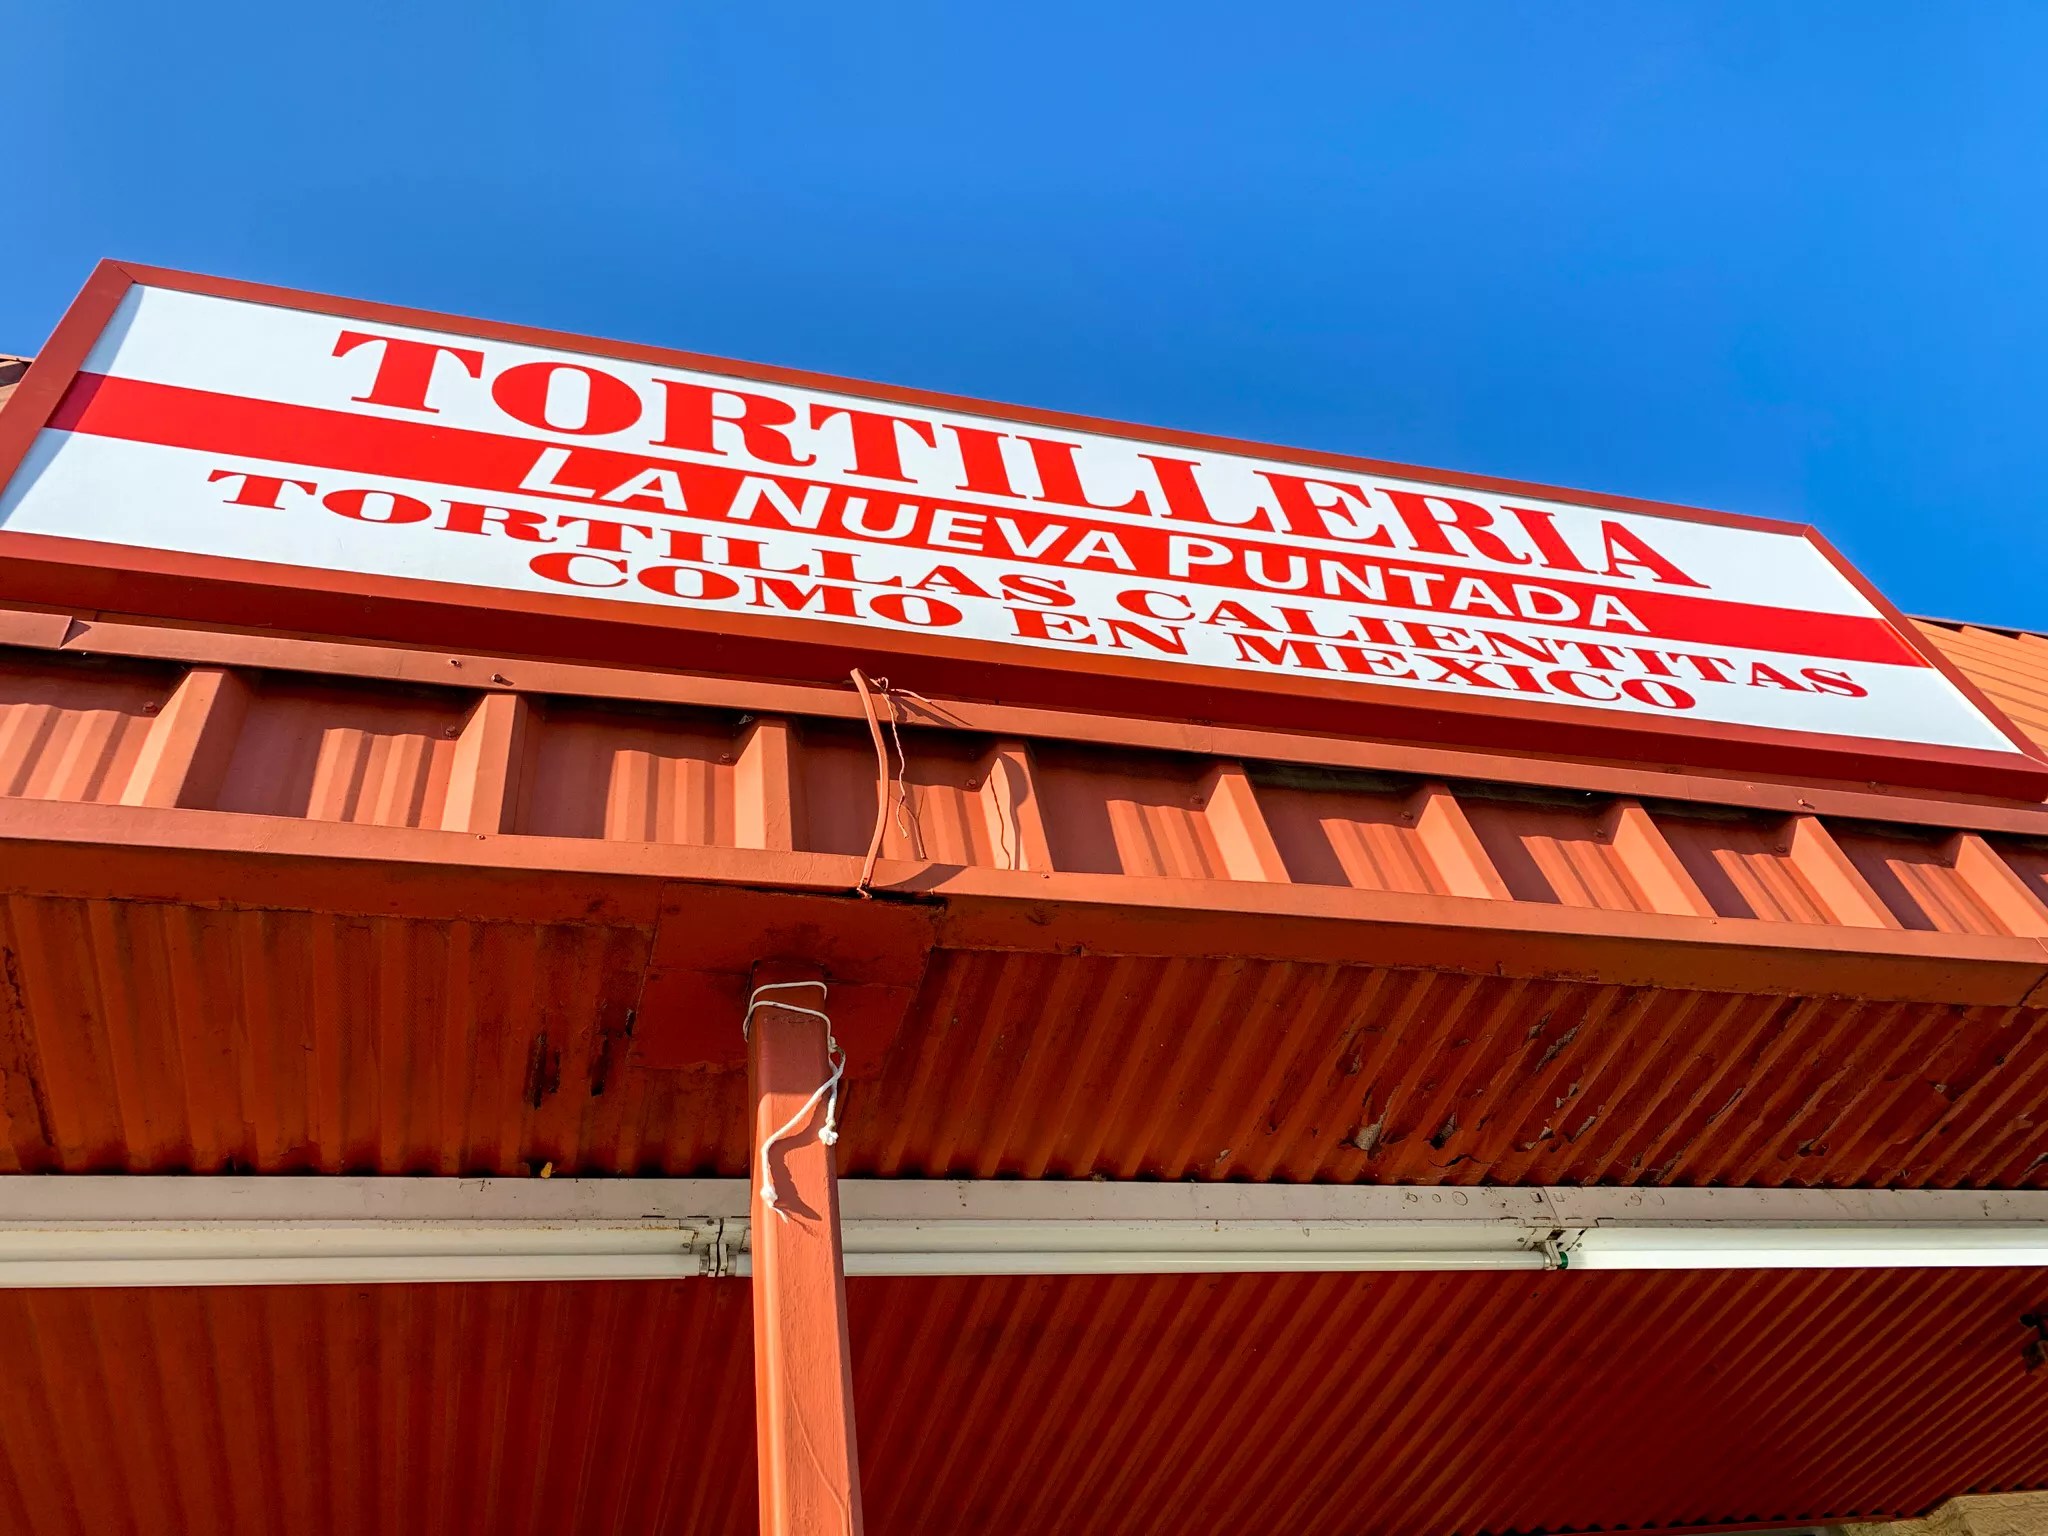 TORTILLERIA
LA NUEVA PUNTADA
TORTILLAS CALIENTITAS
COMO EN MEXICO